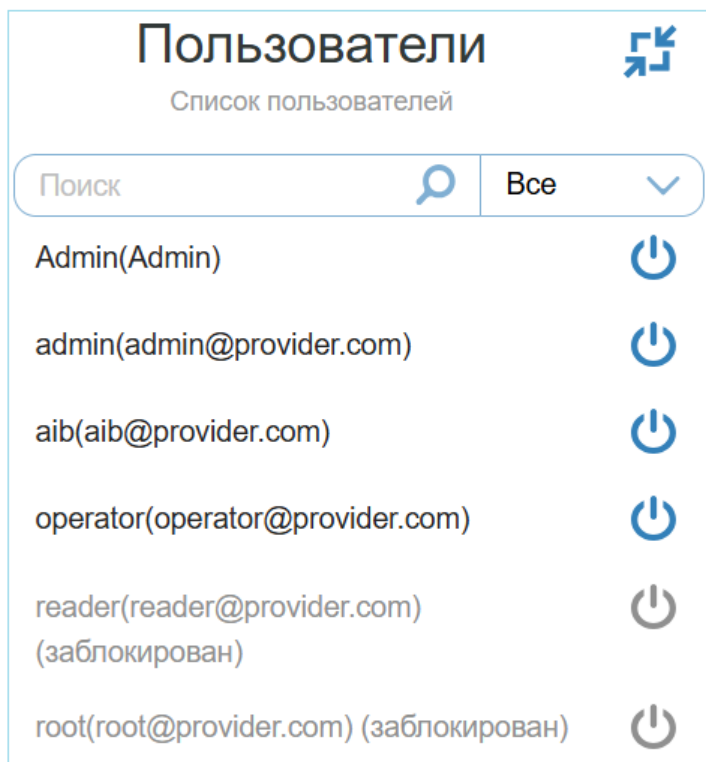 Пользователи
Список пользователей
Поиск
Все
Admin(Admin)
admin(admin@provider.com)
aib(aib@provider.com)
operator(operator@provider.com)
reader(reader@provider.com)
(заблокирован)
root(root@provider.com) (заблокирован)